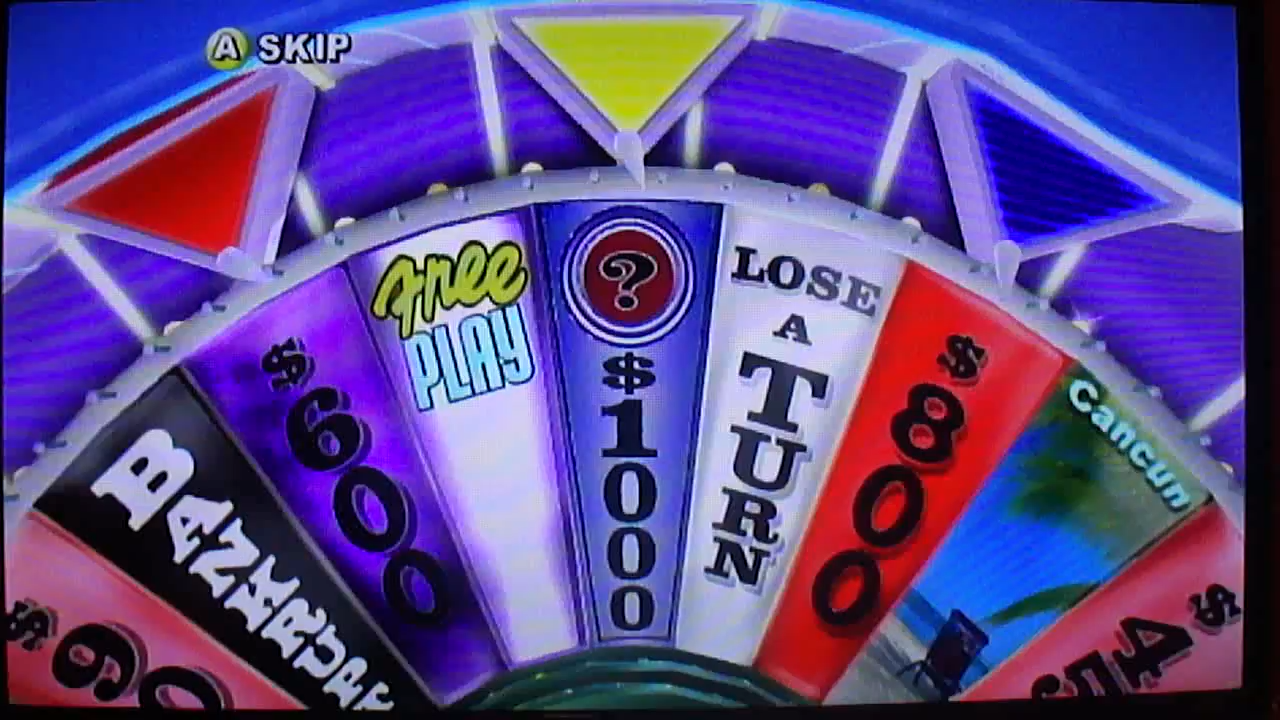 A SKIP
$600
Free
PLAY
?
$1000
LOSE
A
TURN
$800
Cancun
BANKRUPT
$